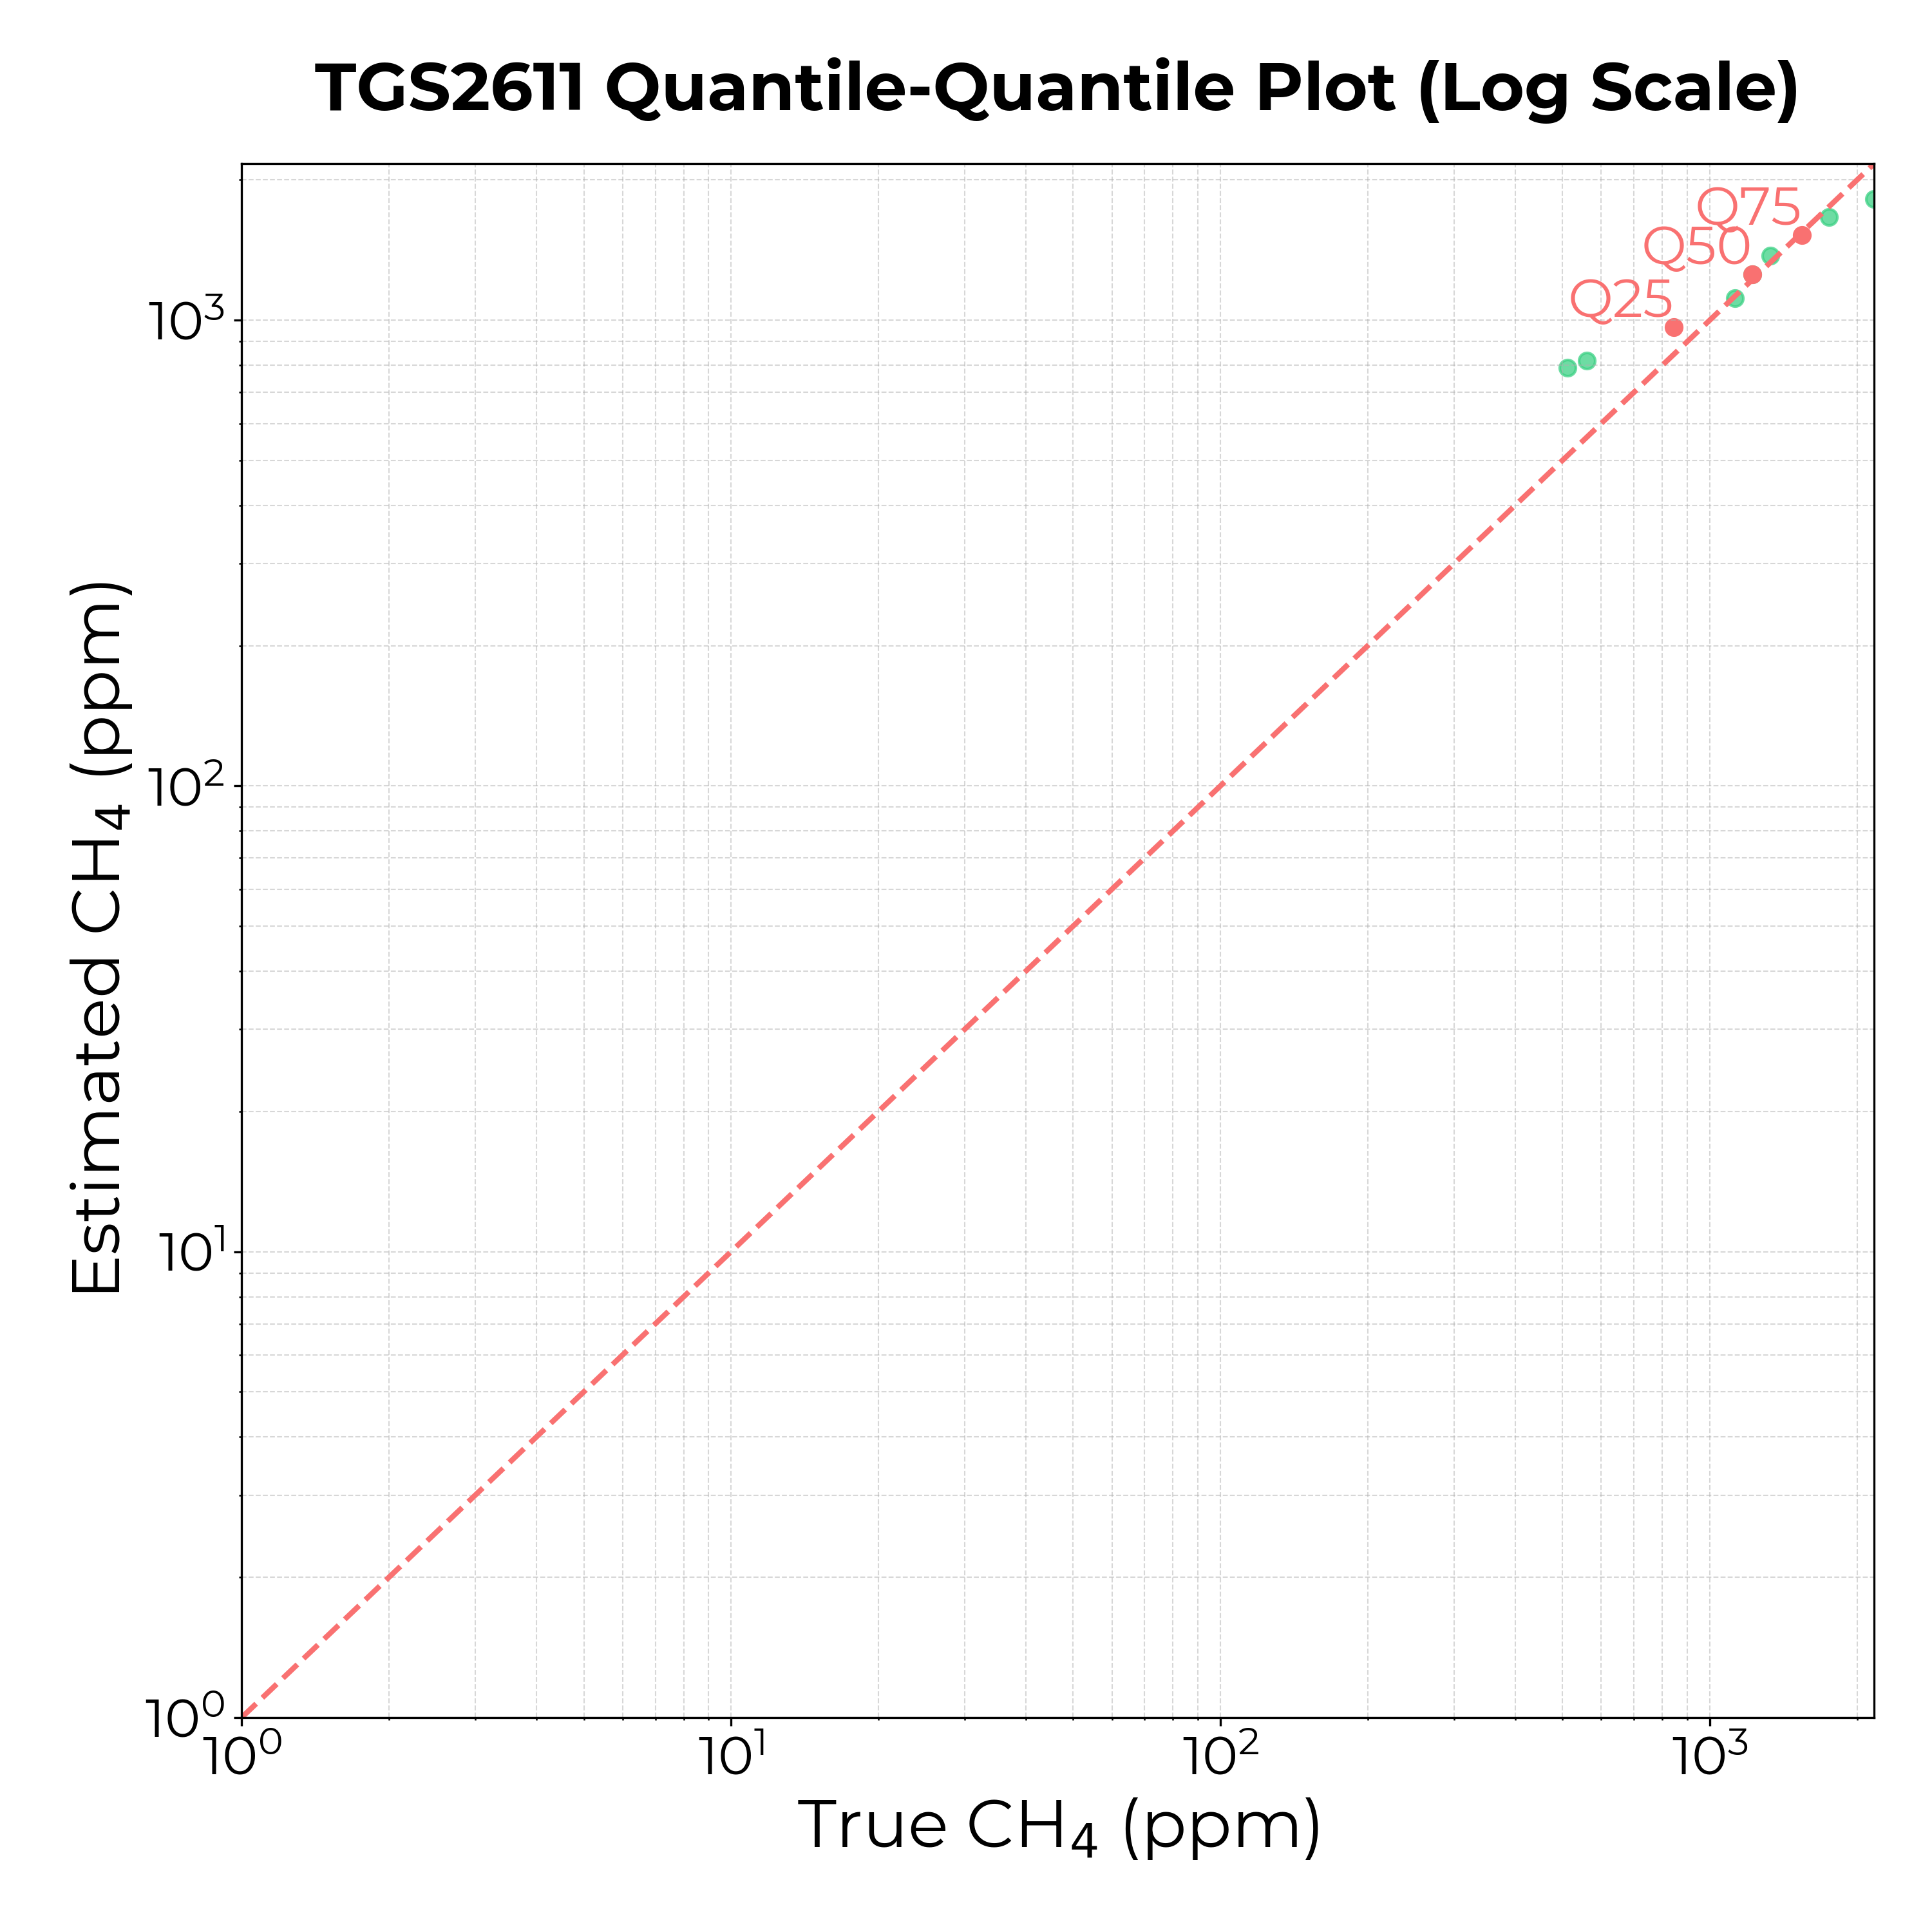 TGS2611 Quantile-Quantile Plot (Log Scale)
Q75
Q50
Q25
10³
10²
10¹
10⁰
Estimated CH₄ (ppm)
10⁰
10¹
10²
10³
True CH₄ (ppm)